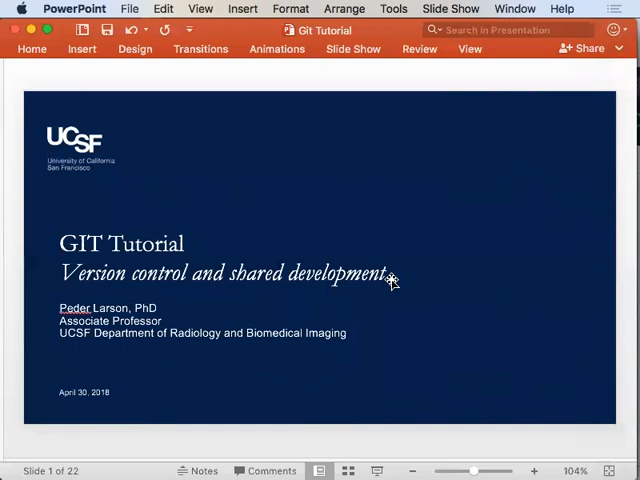 PowerPoint File Edit View Insert Format Arrange Tools Slide Show Window Help
Git Tutorial
Search in Presentation
Home Insert Design Transitions Animations Slide Show Review View Share
UCSF
University of California
San Francisco
GIT Tutorial
Version control and shared development
Peder Larson, PhD
Associate Professor
UCSF Department of Radiology and Biomedical Imaging
April 30, 2018
Slide 1 of 22 Notes Comments 104%